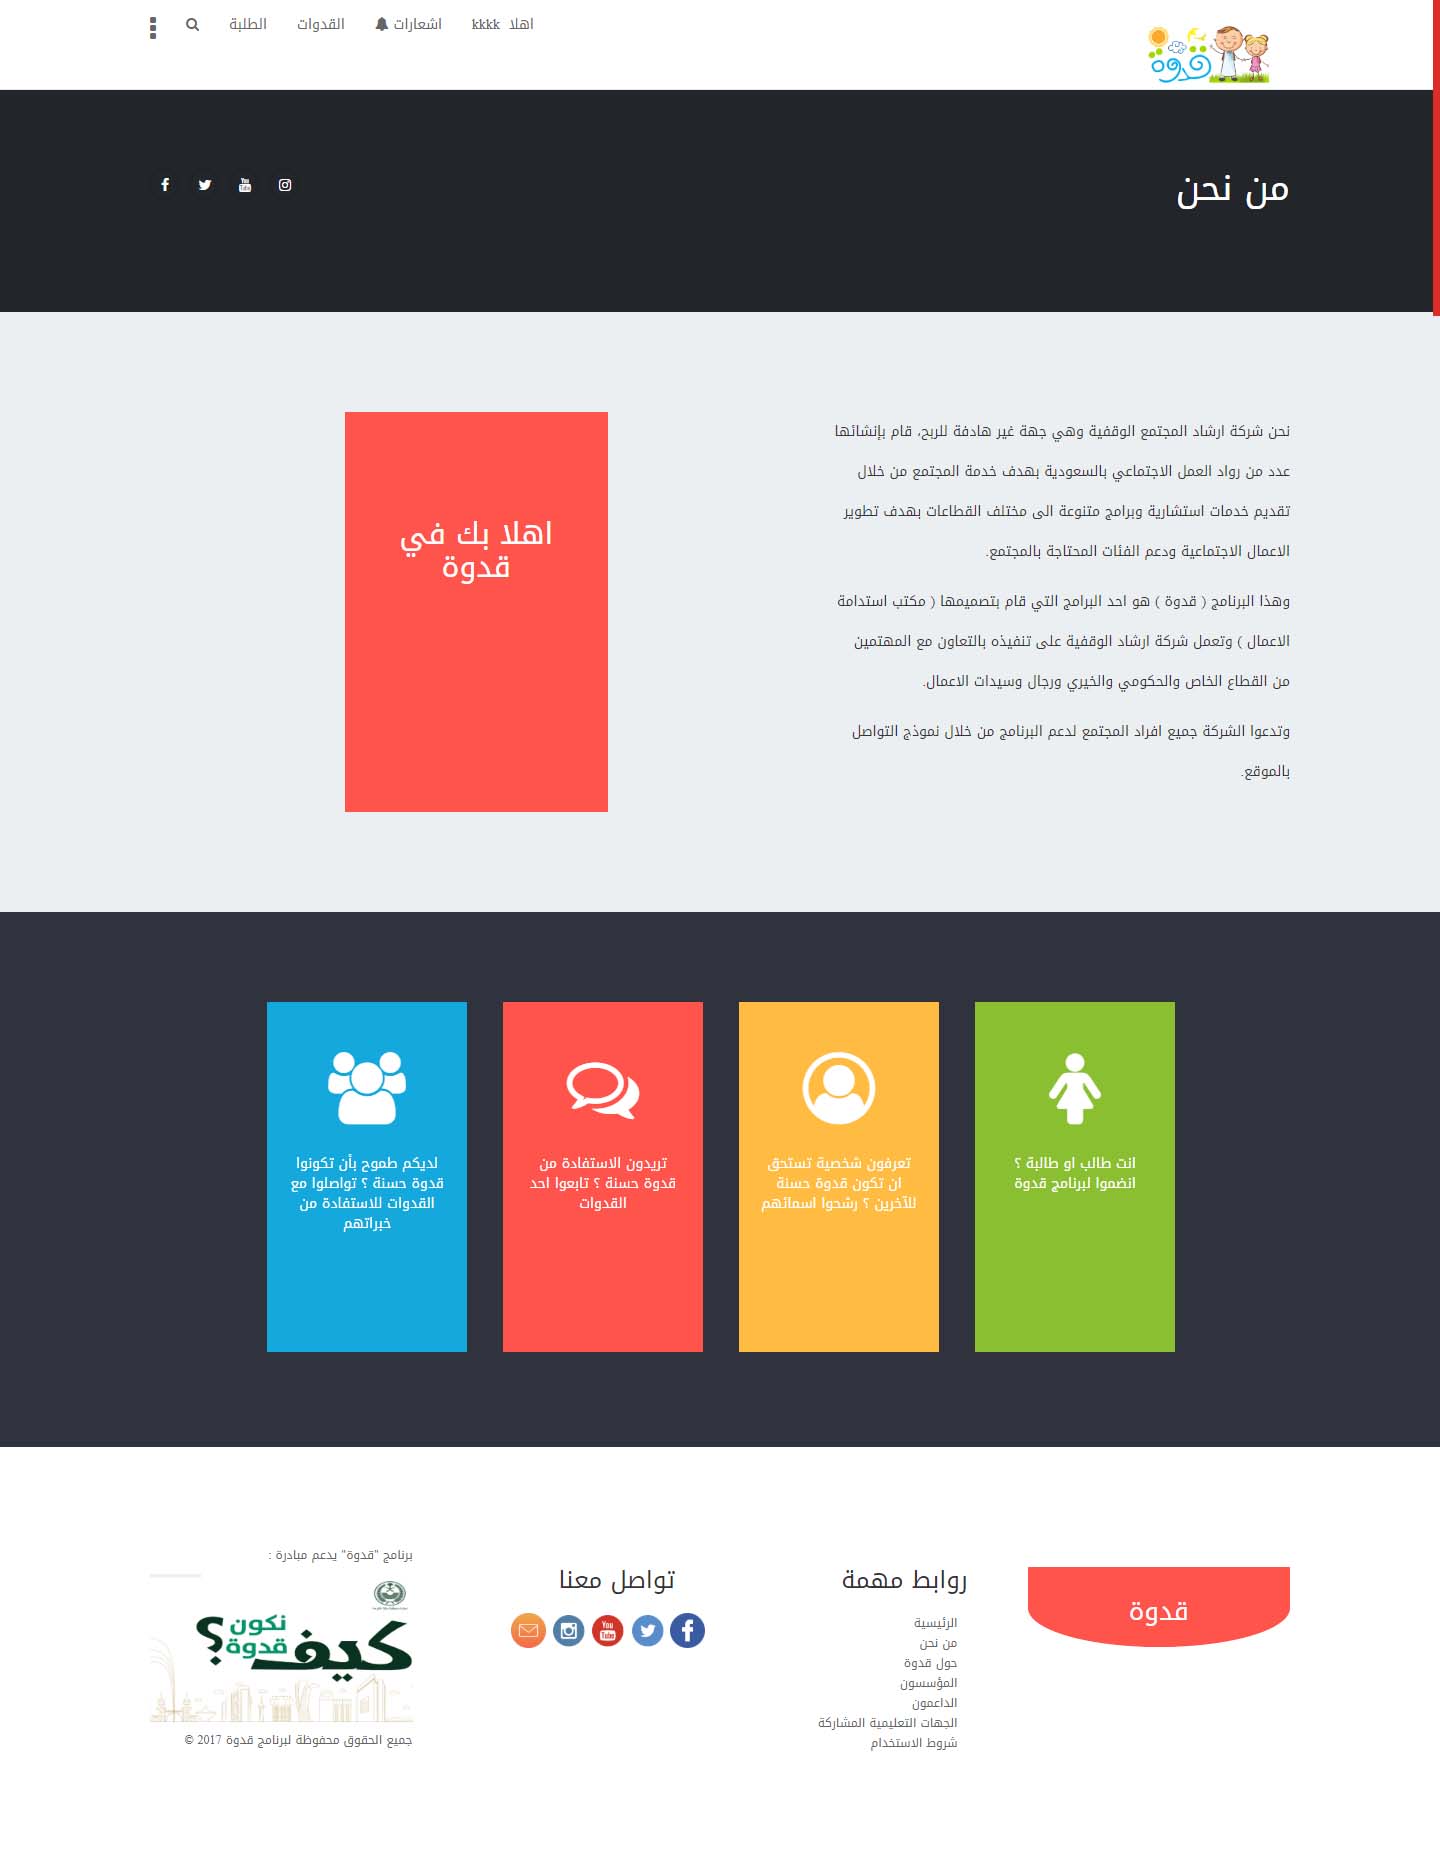 قدوة
اهلا kkkk
اشعارات
القدوات
الطلبة
من نحن
You Tube
نحن شركة ارشاد المجتمع الوقفية وهي جهة غير هادفة للربح، قام بإنشائها
عدد من رواد العمل الاجتماعي بالسعودية بهدف خدمة المجتمع من خلال
تقديم خدمات استشارية وبرامج متنوعة الى مختلف القطاعات بهدف تطوير
الاعمال الاجتماعية ودعم الفئات المحتاجة بالمجتمع.
وهذا البرنامج ( قدوة ) هو احد البرامج التي قام بتصميمها ( مكتب استدامة
الاعمال ) وتعمل شركة ارشاد الوقفية على تنفيذه بالتعاون مع المهتمين
من القطاع الخاص والحكومي والخيري ورجال وسيدات الاعمال.
وتدعوا الشركة جميع افراد المجتمع لدعم البرنامج من خلال نموذج التواصل
بالموقع.
اهلا بك في
قدوة
انت طالب او طالبة ؟
انضموا لبرنامج قدوة
تعرفون شخصية تستحق
ان تكون قدوة حسنة
للآخرين ؟ رشحوا اسمائهم
تريدون الاستفادة من
قدوة حسنة ؟ تابعوا احد
القدوات
لديكم طموح بأن تكونوا
قدوة حسنة ؟ تواصلوا مع
القدوات للاستفادة من
خبراتهم
قدوة
روابط مهمة
الرئيسية
من نحن
حول قدوة
المؤسسون
الداعمون
الجهات التعليمية المشاركة
شروط الاستخدام
تواصل معنا
You Tube
برنامج "قدوة" يدعم مبادرة :
كيف نكون قدوة؟
جميع الحقوق محفوظة لبرنامج قدوة 2017 ©